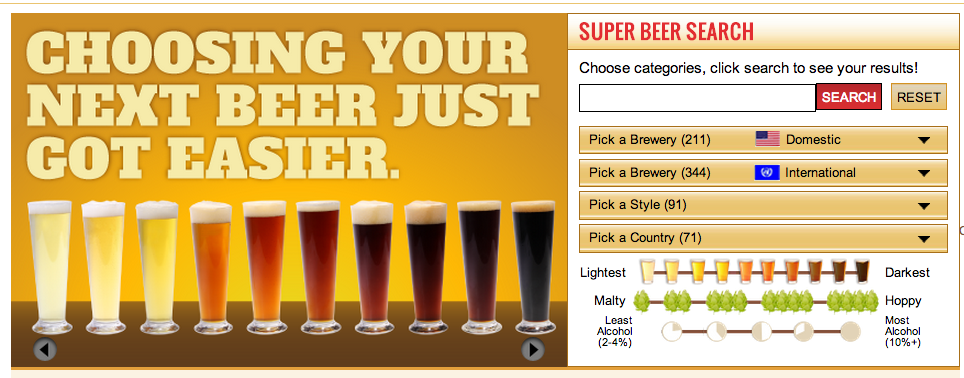 CHOOSING YOUR
NEXT BEER JUST
GOT EASIER.
SUPER BEER SEARCH
Choose categories, click search to see your results!
SEARCH RESET
Pick a Brewery (211) Domestic
Pick a Brewery (344) International
Pick a Style (91)
Pick a Country (71)
Lightest Darkest
Malty Hoppy
Least
Alcohol
(2-4%)
Most
Alcohol
(10%+)